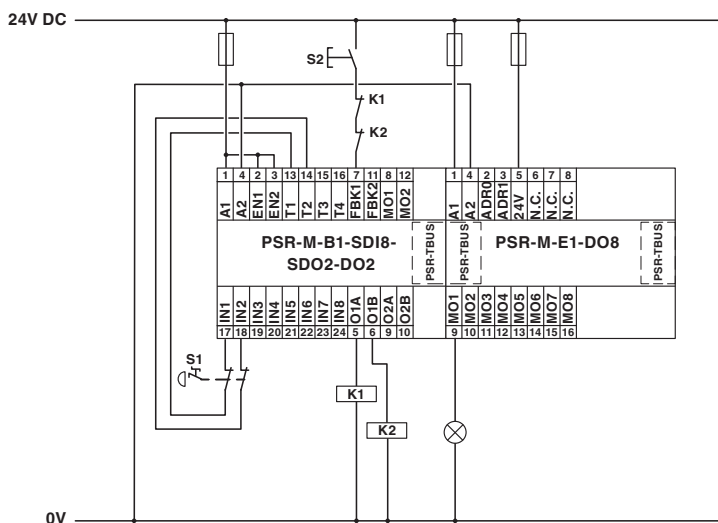 24V DC
S2
K1
K2
1 4 2 3 13 14 15 16 7 11 8 12
A1 A2 EN1 EN2 T1 T2 T3 T4 FBK1 FBK2 MO1 MO2
1 4 2 3 5 6 7 8
A1 A2 ADR0 ADR1 24V N.C. N.C. N.C.
PSR-M-B1-SDI8-
SDO2-DO2
PSR-TBUS
PSR-TBUS
PSR-M-E1-DO8
PSR-TBUS
IN1 IN2 IN3 IN4 IN5 IN6 IN7 IN8 O1A O1B O2A O2B
17 18 19 20 21 22 23 24 5 6 9 10
MO1 MO2 MO3 MO4 MO5 MO6 MO7 MO8
9 10 11 12 13 14 15 16
S1
K1
K2
0V